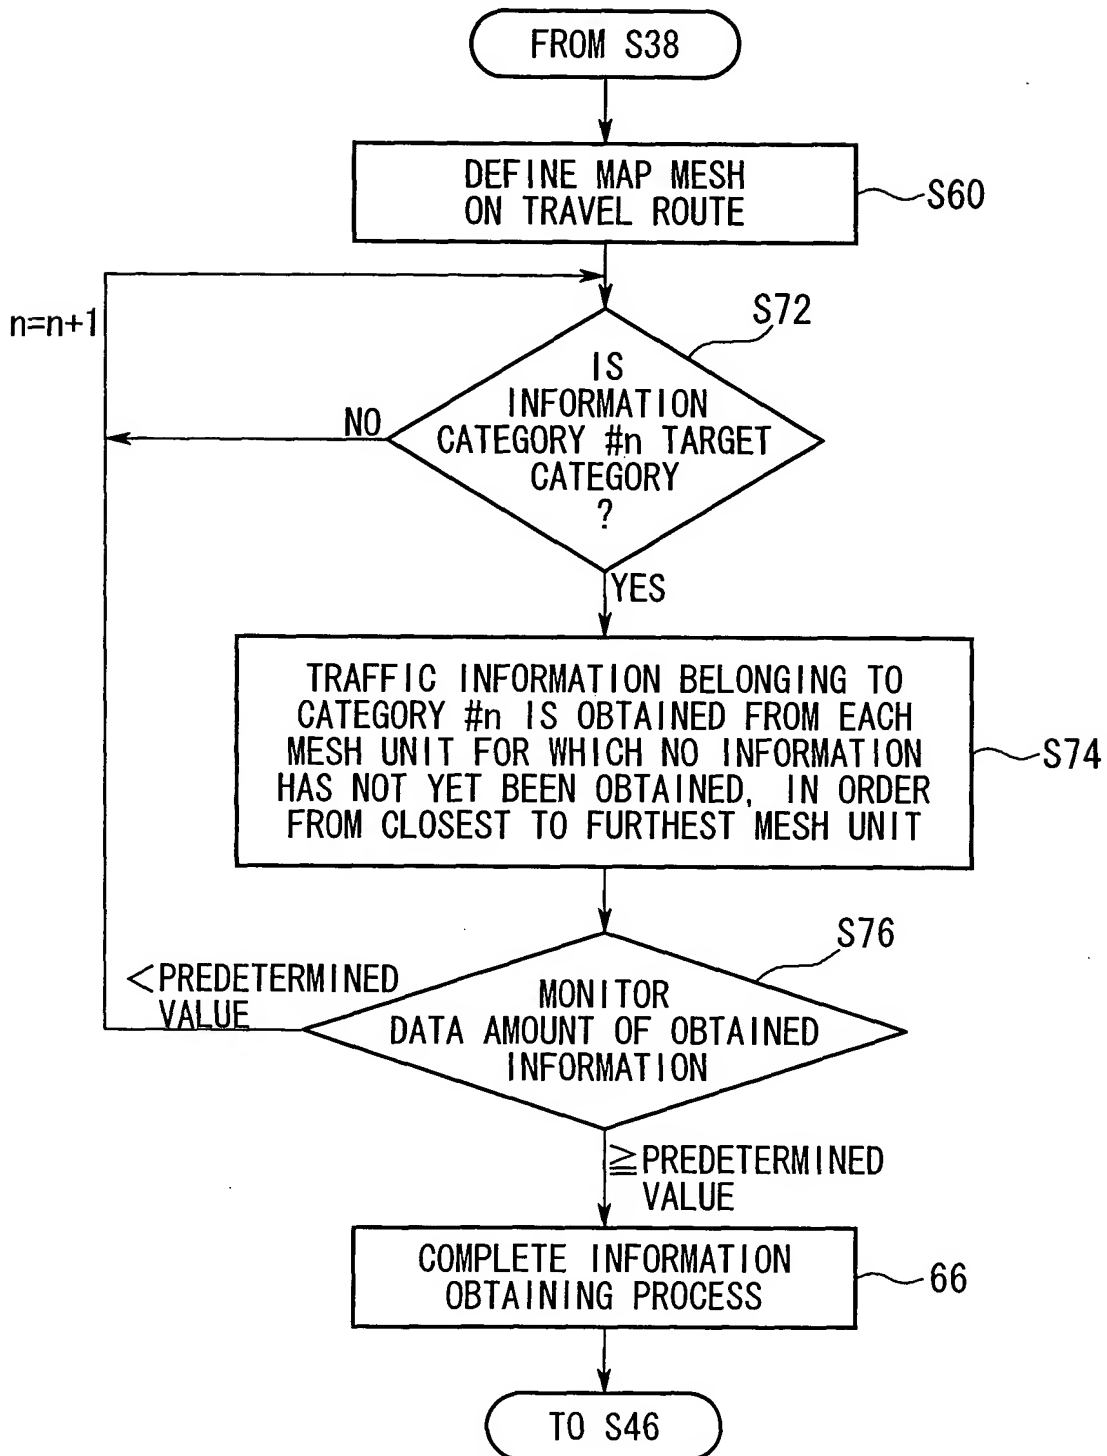 FROM S38
DEFINE MAP MESH
ON TRAVEL ROUTE
S60
n=n+1
S72
IS
INFORMATION
CATEGORY #n TARGET
CATEGORY
?
NO
YES
TRAFFIC INFORMATION BELONGING TO
CATEGORY #n IS OBTAINED FROM EACH
MESH UNIT FOR WHICH NO INFORMATION
HAS NOT YET BEEN OBTAINED, IN ORDER
FROM CLOSEST TO FURTHEST MESH UNIT
S74
S76
<PREDETERMINED
VALUE
MONITOR
DATA AMOUNT OF OBTAINED
INFORMATION
≧PREDETERMINED
VALUE
COMPLETE INFORMATION
OBTAINING PROCESS
66
TO S46